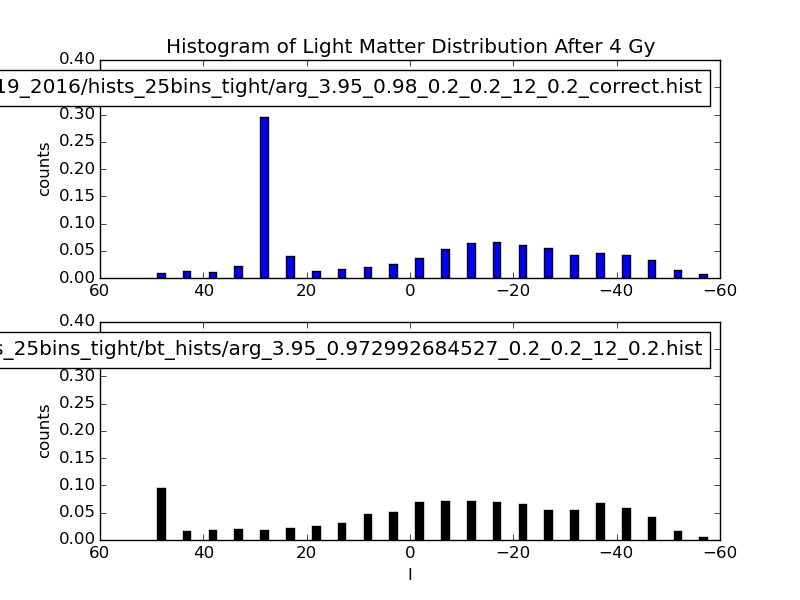 Histogram of Light Matter Distribution After 4 Gy
0.40
19_2016/hists_25bins_tight/arg_3.95_0.98_0.2_0.2_12_0.2_correct.hist
0.30
0.25
0.20
0.15
0.10
0.05
0.00
counts
60 40 20 0 −20 −40 −60
0.40
s_25bins_tight/bt_hists/arg_3.95_0.972992684527_0.2_0.2_12_0.2.hist
0.30
0.25
0.20
0.15
0.10
0.05
0.00
counts
60 40 20 0 −20 −40 −60
l